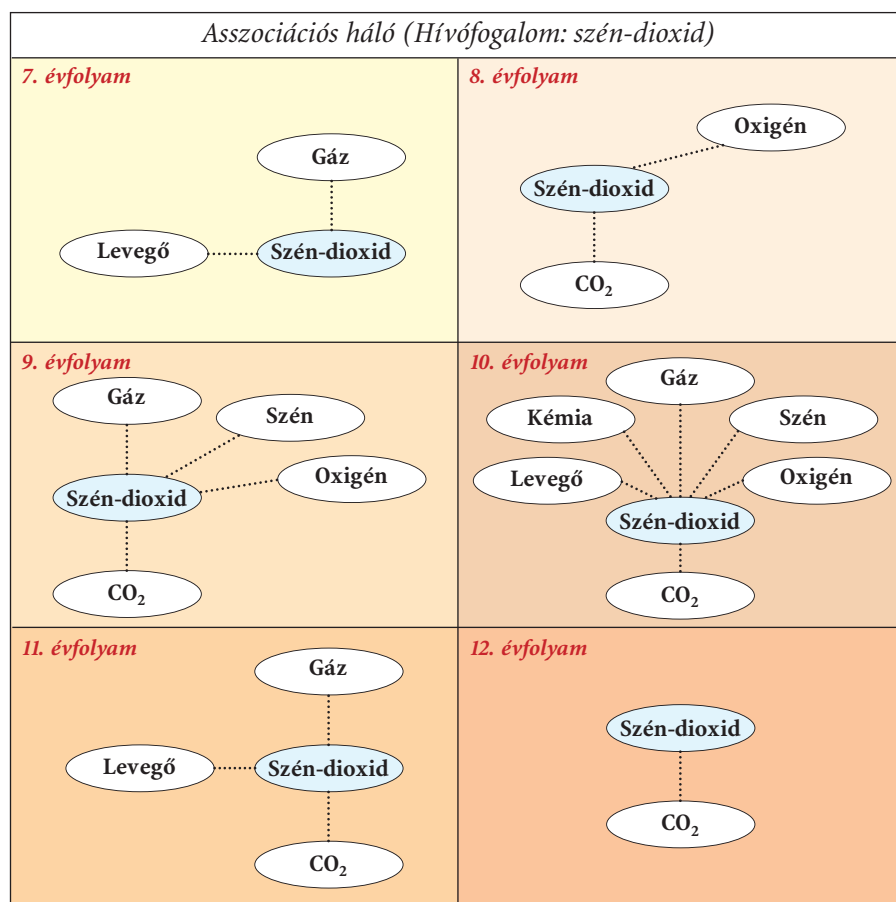 Asszociációs háló (Hívófogalom: szén-dioxid)
7. évfolyam
Gáz
Levegő
Szén-dioxid
8. évfolyam
Oxigén
Szén-dioxid
CO₂
9. évfolyam
Gáz
Szén
Oxigén
Szén-dioxid
CO₂
10. évfolyam
Gáz
Kémia
Szén
Levegő
Oxigén
Szén-dioxid
CO₂
11. évfolyam
Gáz
Levegő
Szén-dioxid
CO₂
12. évfolyam
Szén-dioxid
CO₂